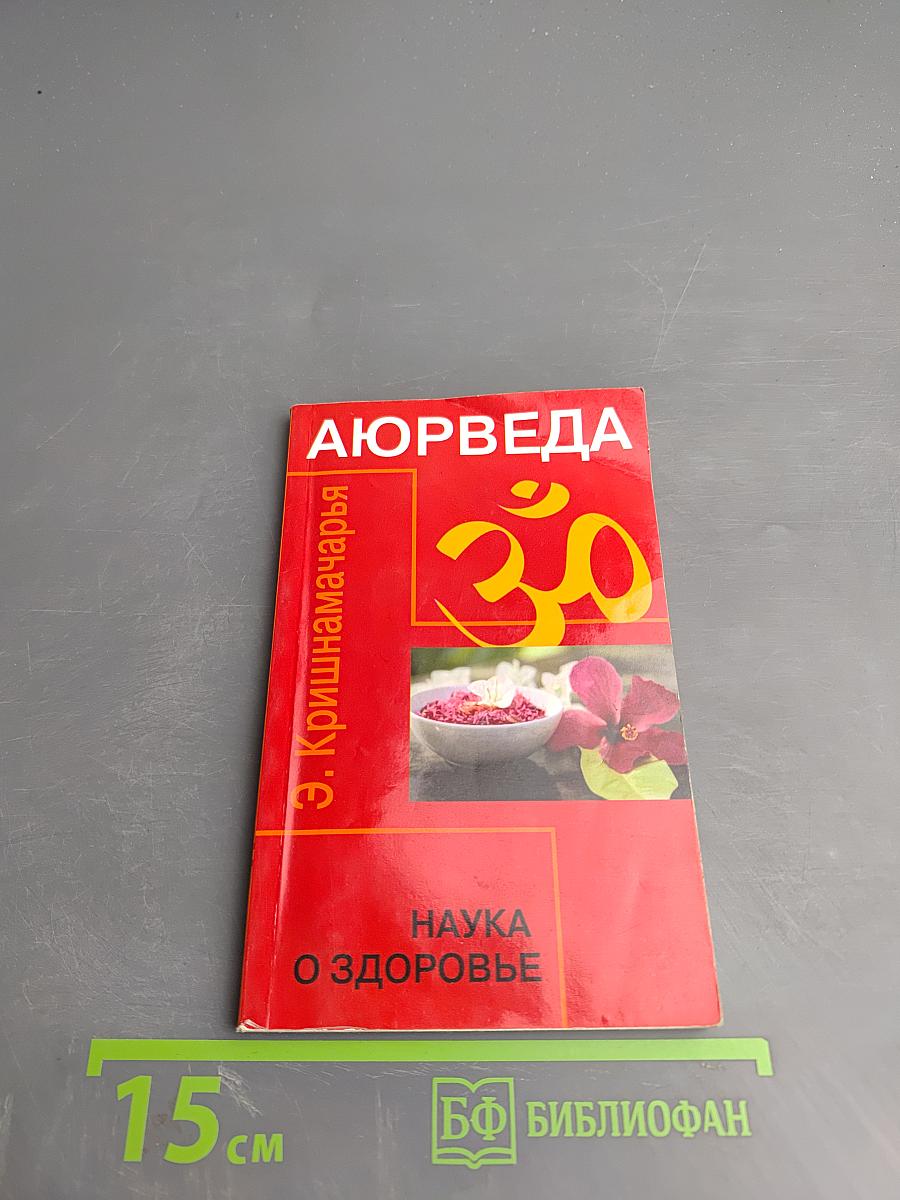 АЮРВЕДА
Э. Кришнамачарья
ॐ
НАУКА
О ЗДОРОВЬЕ
15 см
БФ БИБЛИОФАН